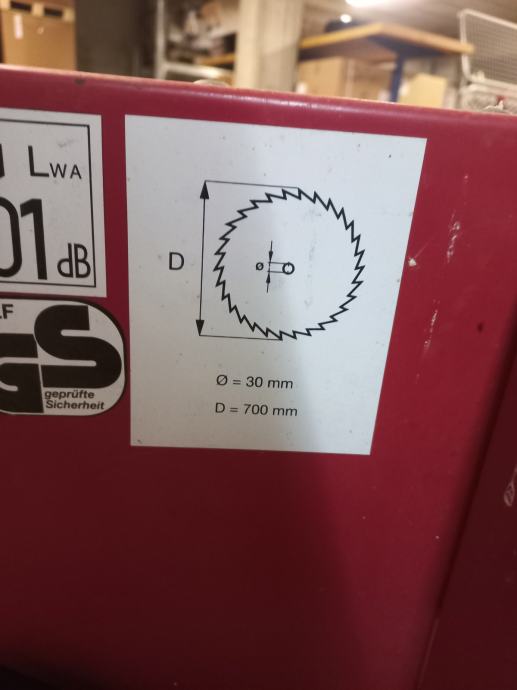 LWA
01 dB
GS
geprüfte
Sicherheit
D
ø
Ø = 30 mm
D = 700 mm